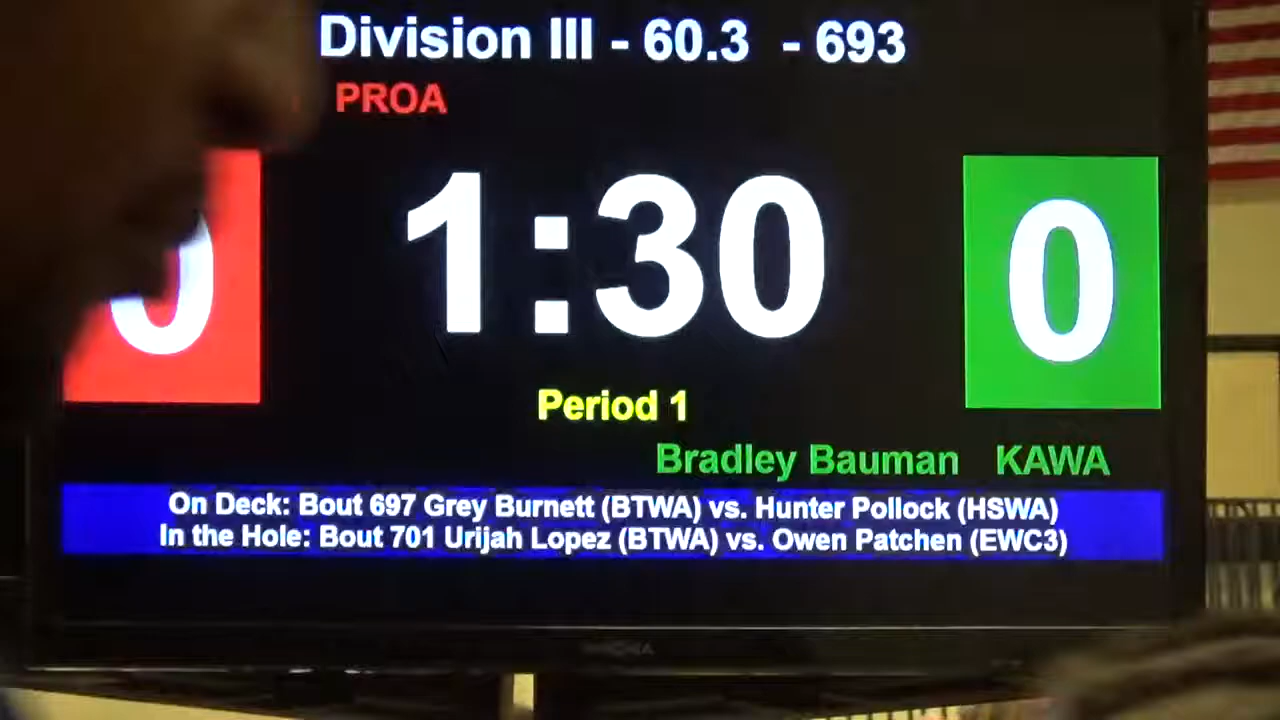 Division III - 60.3 - 693
PROA
1:30
0
Period 1
Bradley Bauman KAWA
On Deck: Bout 697 Grey Burnett (BTWA) vs. Hunter Pollock (HSWA)
In the Hole: Bout 701 Urijah Lopez (BTWA) vs. Owen Patchen (EWC3)